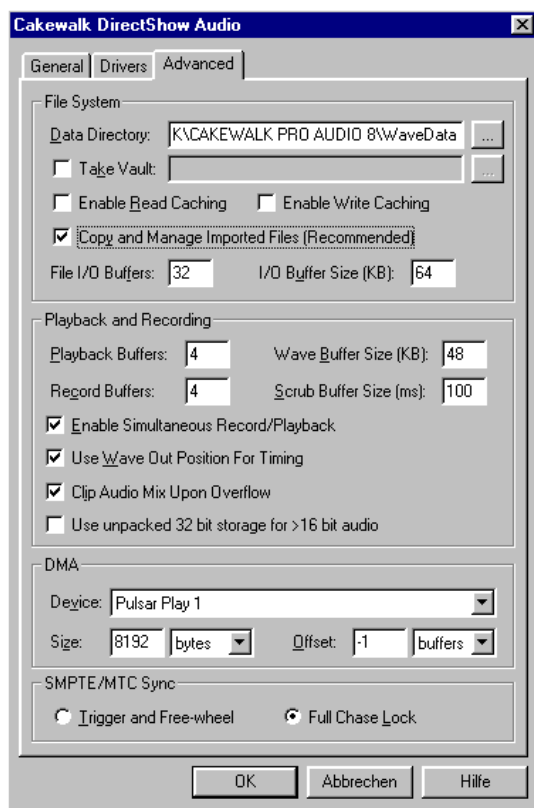 Cakewalk DirectShow Audio
General Drivers Advanced
File System
Data Directory: K\CAKEWALK PRO AUDIO 8\WaveData ...
Take Vault: ...
Enable Read Caching Enable Write Caching
Copy and Manage Imported Files (Recommended)
File I/O Buffers: 32 I/O Buffer Size (KB): 64
Playback and Recording
Playback Buffers: 4 Wave Buffer Size (KB): 48
Record Buffers: 4 Scrub Buffer Size (ms): 100
Enable Simultaneous Record/Playback
Use Wave Out Position For Timing
Clip Audio Mix Upon Overflow
Use unpacked 32 bit storage for >16 bit audio
DMA
Device: Pulsar Play 1
Size: 8192 bytes Offset: -1 buffers
SMPTE/MTC Sync
Trigger and Free-wheel Full Chase Lock
OK Abbrechen Hilfe